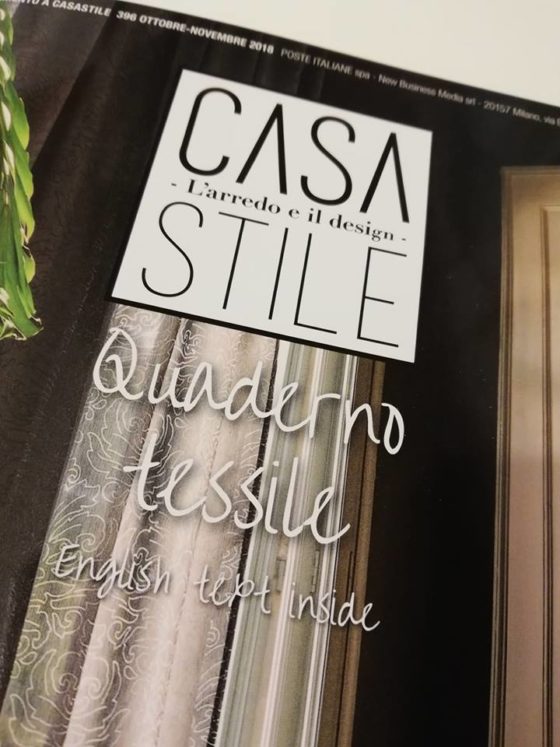 A CASASTILE 396 OTTOBRE-NOVEMBRE 2018 POSTE ITALIANE spa - New Business Media srl - 20157 Milano, via
CASA
- L'arredo e il design -
STILE
Quaderno
tessile
English text inside